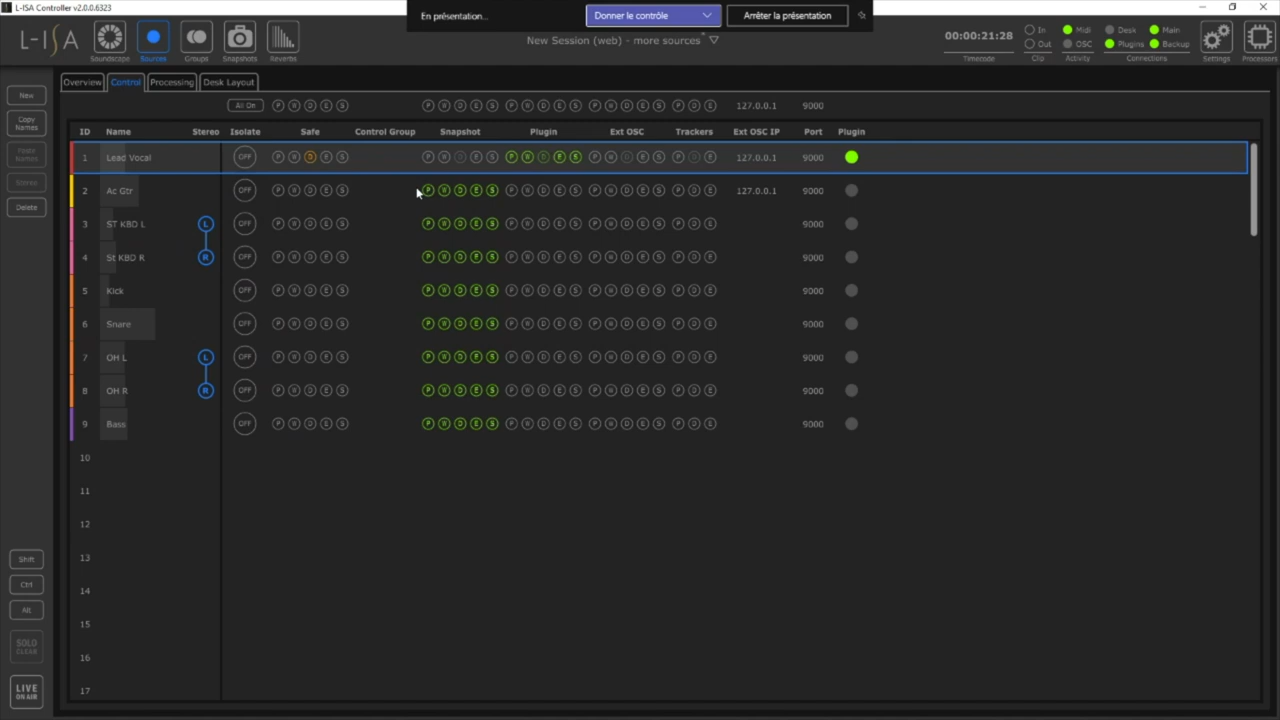 L-ISA Controller v2.0.0.6323
En présentation...
Donner le contrôle
Arrêter la présentation
L-ISA
Soundscape
Sources
Groups
Snapshots
Reverbs
New Session (web) - more sources*
00:00:21:28
Timecode
In
Out
Clip
Midi
OSC
Activity
Desk
Main
Plugins
Backup
Connections
Settings
Processors
Overview
Control
Processing
Desk Layout
New
Copy Names
Paste Names
Stereo
Delete
Shift
Ctrl
Alt
SOLO CLEAR
LIVE ON AIR
All On P W D E S P W D E S P W D E S P W D E S P D E 127.0.0.1 9000
ID Name Stereo Isolate Safe Control Group Snapshot Plugin Ext OSC Trackers Ext OSC IP Port Plugin
1 Lead Vocal OFF P W D E S P W D E S P W D E S P W D E S P D E 127.0.0.1 9000
2 Ac Gtr OFF P W D E S P W D E S P W D E S P W D E S P D E 127.0.0.1 9000
3 ST KBD L L OFF P W D E S P W D E S P W D E S P W D E S P D E 9000
4 St KBD R R OFF P W D E S P W D E S P W D E S P W D E S P D E 9000
5 Kick OFF P W D E S P W D E S P W D E S P W D E S P D E 9000
6 Snare OFF P W D E S P W D E S P W D E S P W D E S P D E 9000
7 OH L L OFF P W D E S P W D E S P W D E S P W D E S P D E 9000
8 OH R R OFF P W D E S P W D E S P W D E S P W D E S P D E 9000
9 Bass OFF P W D E S P W D E S P W D E S P W D E S P D E 9000
10
11
12
13
14
15
16
17